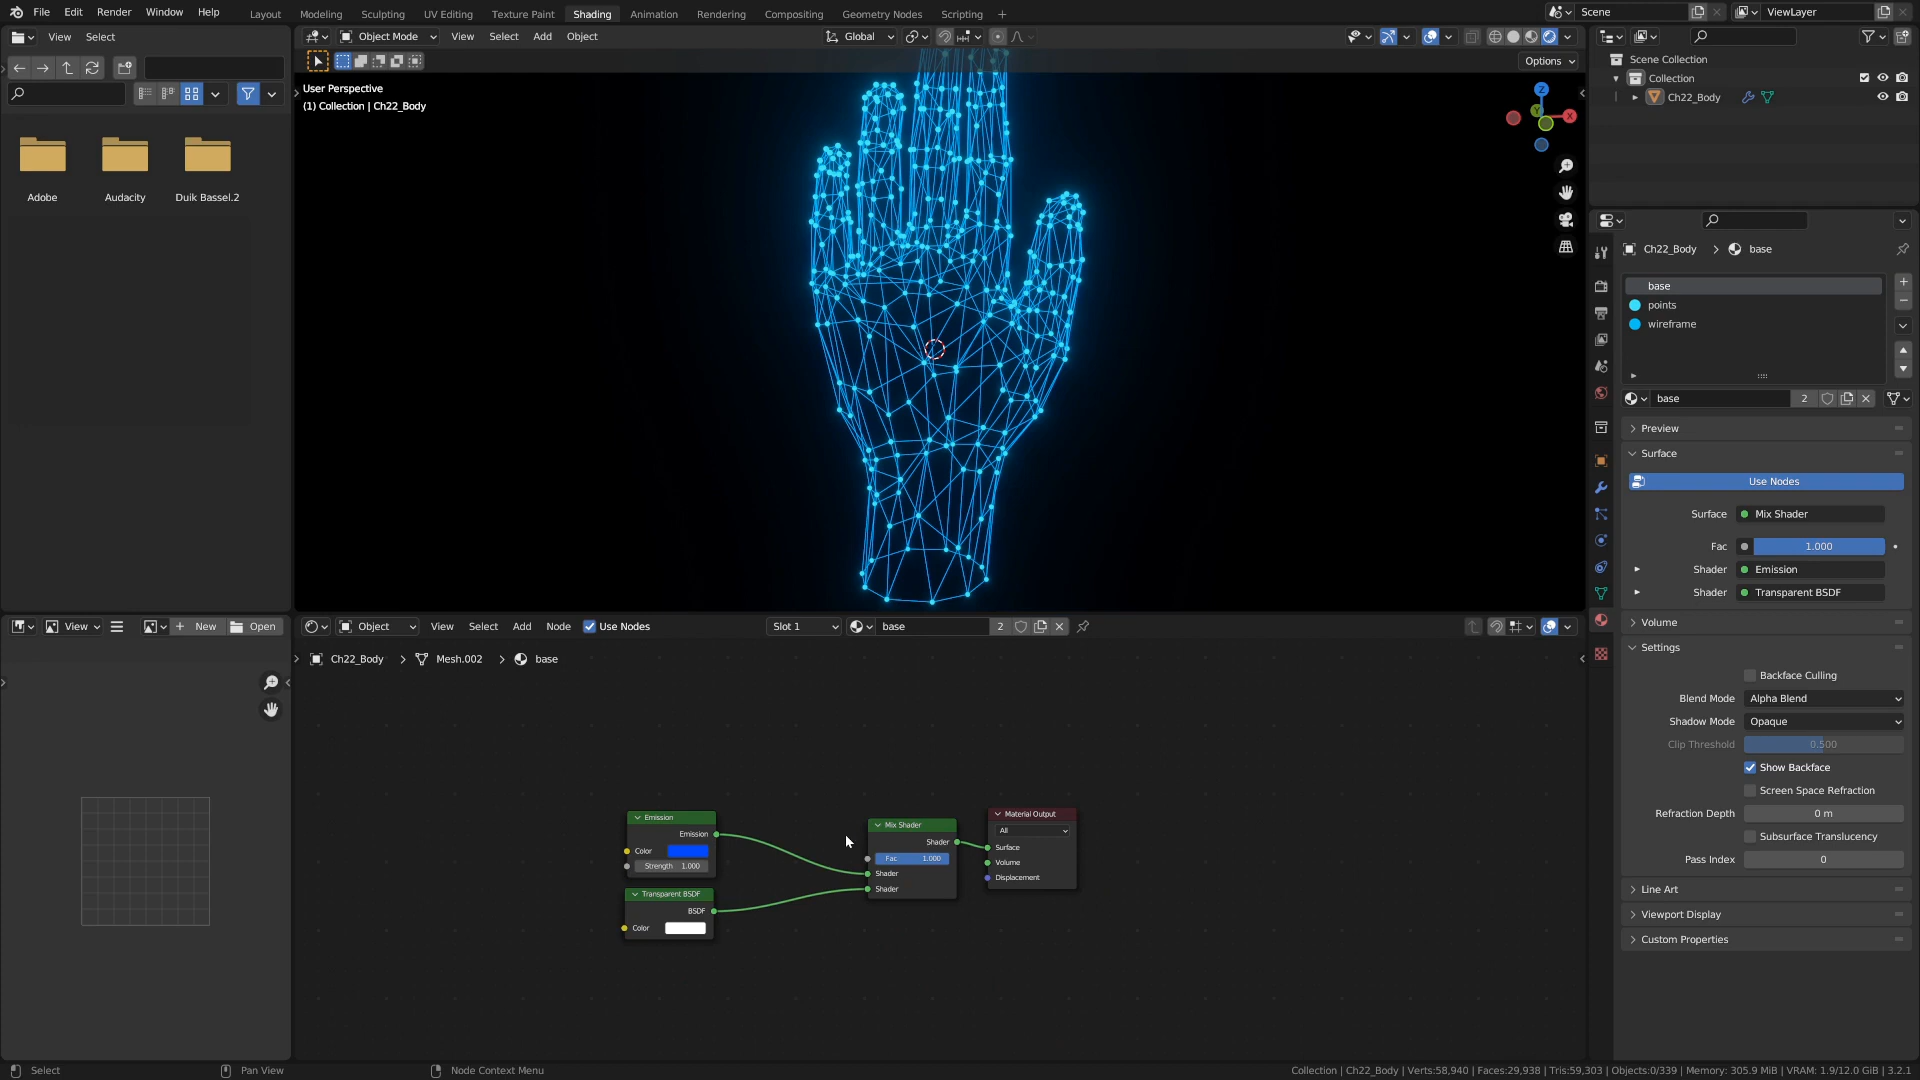 File Edit Render Window Help Layout Modeling Sculpting UV Editing Texture Paint Shading Animation Rendering Compositing Geometry Nodes Scripting + Scene ViewLayer
View Select
Object Mode View Select Add Object Global
Options
User Perspective
(1) Collection | Ch22_Body
Z
Y
X
Adobe Audacity Duik Bassel.2
Scene Collection
Collection
Ch22_Body
Ch22_Body > base
base
points
wireframe
base 2
Preview
Surface
Use Nodes
Surface Mix Shader
Fac 1.000
Shader Emission
Shader Transparent BSDF
Volume
Settings
Backface Culling
Blend Mode Alpha Blend
Shadow Mode Opaque
Clip Threshold 0.500
Show Backface
Screen Space Refraction
Refraction Depth 0 m
Subsurface Translucency
Pass Index 0
Line Art
Viewport Display
Custom Properties
View New Open
Object View Select Add Node Use Nodes Slot 1 base 2
Ch22_Body > Mesh.002 > base
Emission
Emission
Color
Strength 1.000
Transparent BSDF
BSDF
Color
Mix Shader
Shader
Fac 1.000
Shader
Shader
Material Output
All
Surface
Volume
Displacement
Select Pan View Node Context Menu Collection | Ch22_Body | Verts:58,940 | Faces:29,938 | Tris:59,303 | Objects:0/339 | Memory: 305.9 MiB | VRAM: 1.9/12.0 GiB | 3.2.1